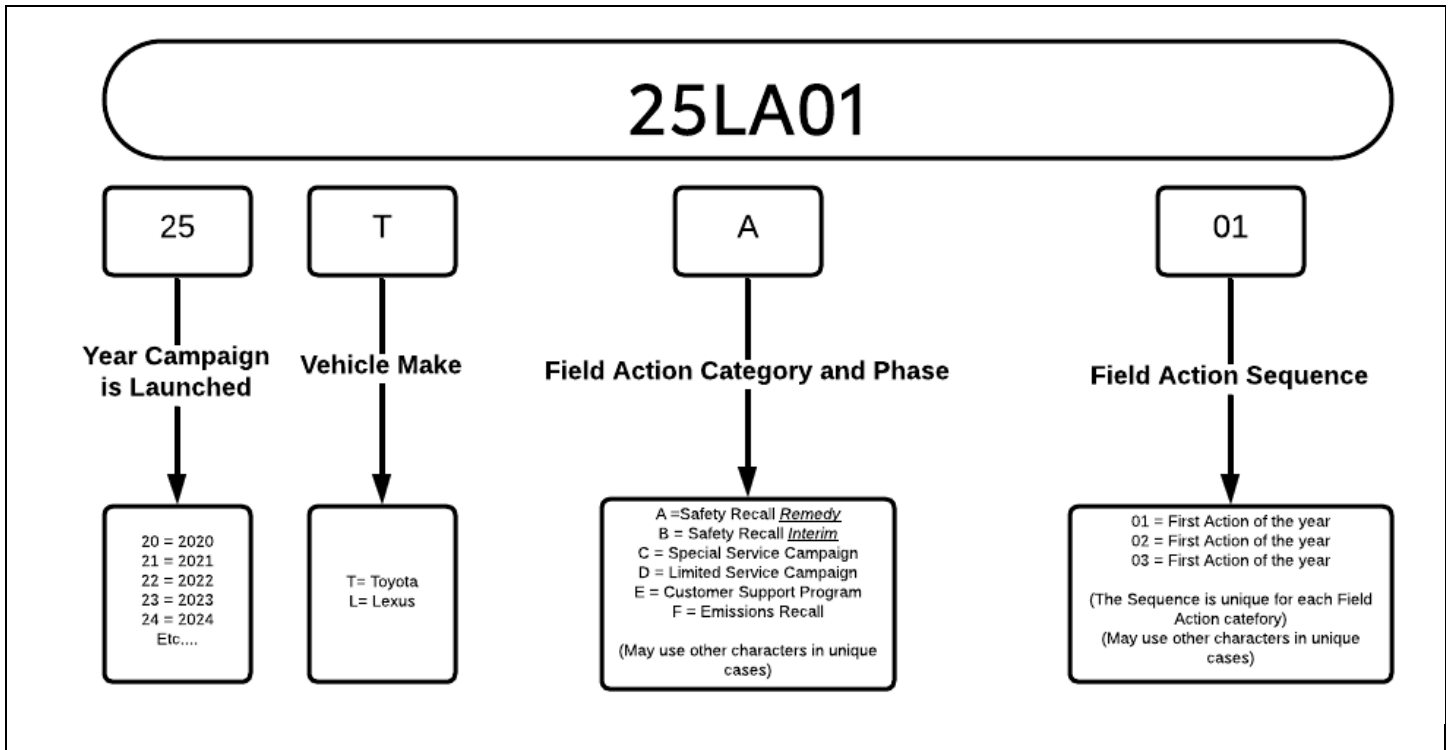 25LA01
25
T
A
01
Year Campaign
is Launched
Vehicle Make
Field Action Category and Phase
Field Action Sequence
20 = 2020
21 = 2021
22 = 2022
23 = 2023
24 = 2024
Etc....
T= Toyota
L= Lexus
A =Safety Recall Remedy
B = Safety Recall Interim
C = Special Service Campaign
D = Limited Service Campaign
E = Customer Support Program
F = Emissions Recall
(May use other characters in unique
cases)
01 = First Action of the year
02 = First Action of the year
03 = First Action of the year
(The Sequence is unique for each Field
Action catefory)
(May use other characters in unique
cases)